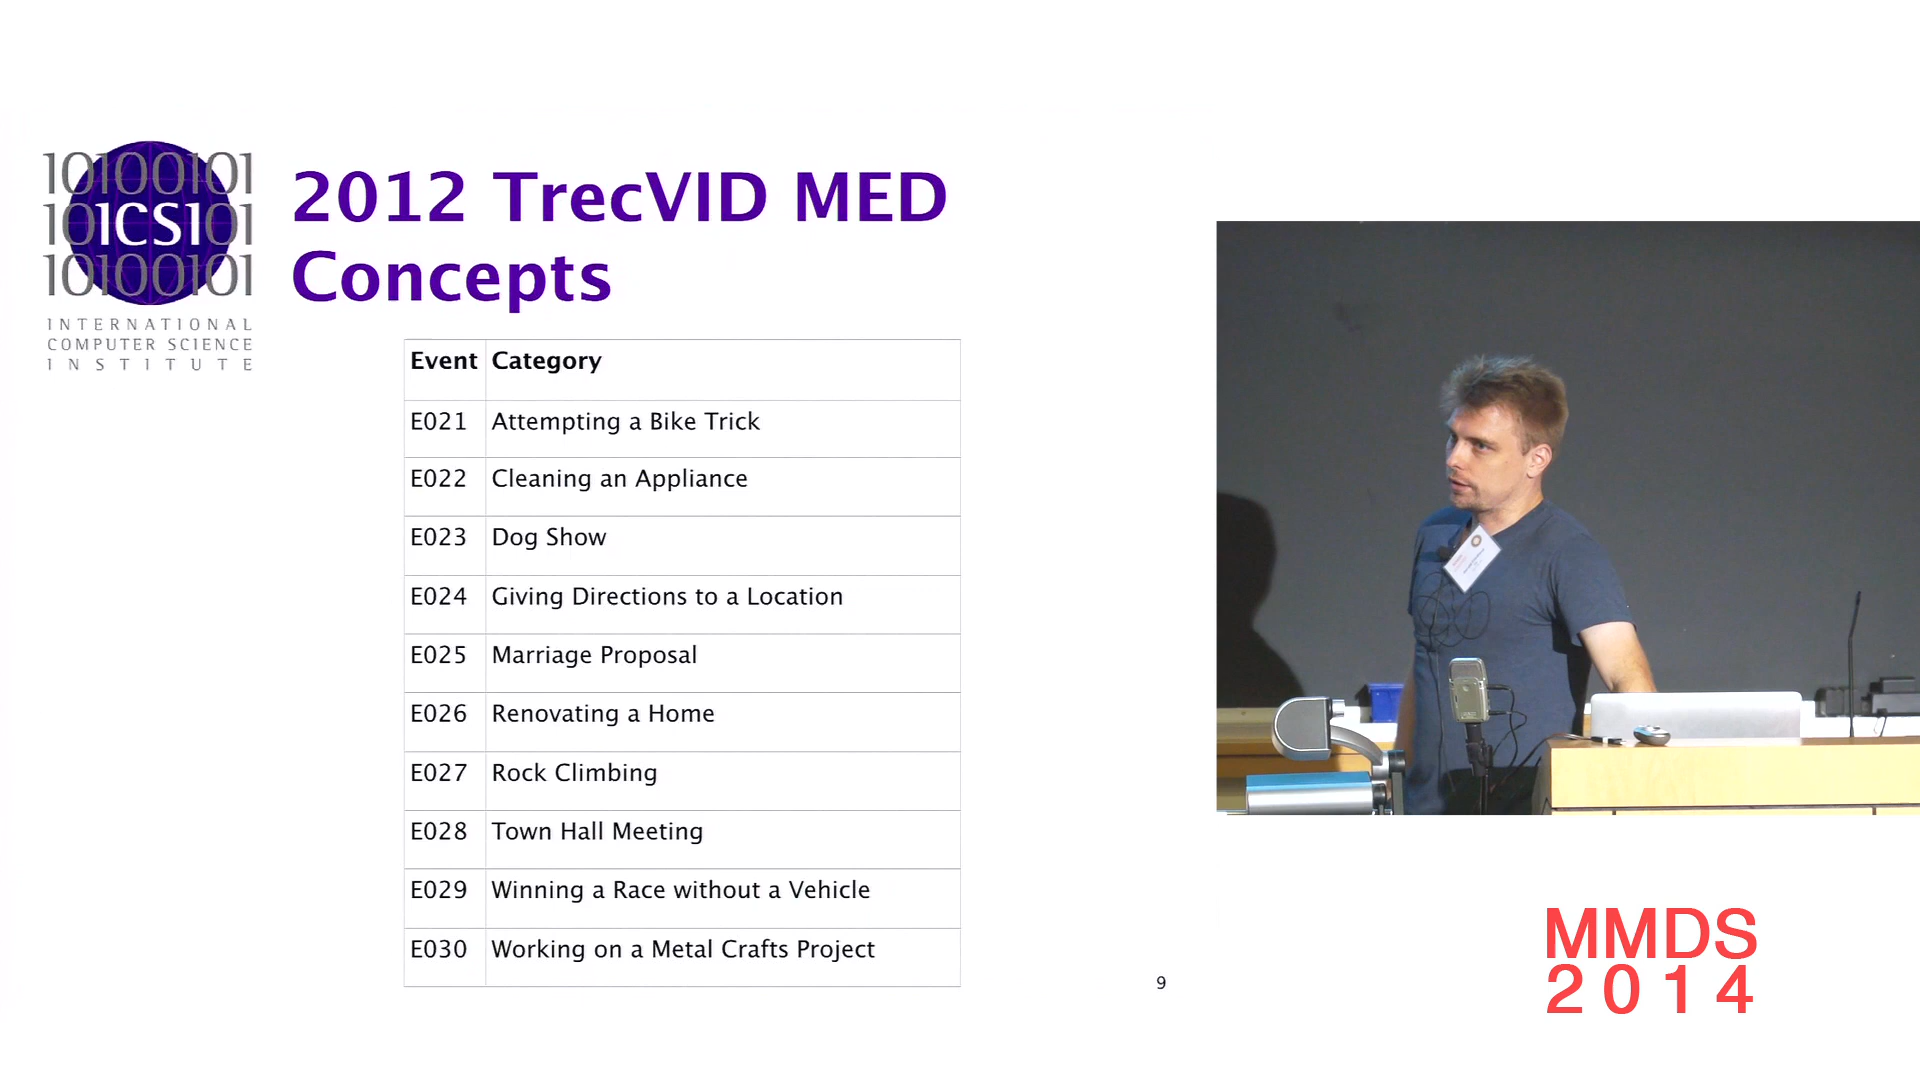 10100101
10ICSI01
10100101
INTERNATIONAL
COMPUTER SCIENCE
INSTITUTE
2012 TrecVID MED
Concepts
Event Category
E021 Attempting a Bike Trick
E022 Cleaning an Appliance
E023 Dog Show
E024 Giving Directions to a Location
E025 Marriage Proposal
E026 Renovating a Home
E027 Rock Climbing
E028 Town Hall Meeting
E029 Winning a Race without a Vehicle
E030 Working on a Metal Crafts Project
9
MMDS
2014